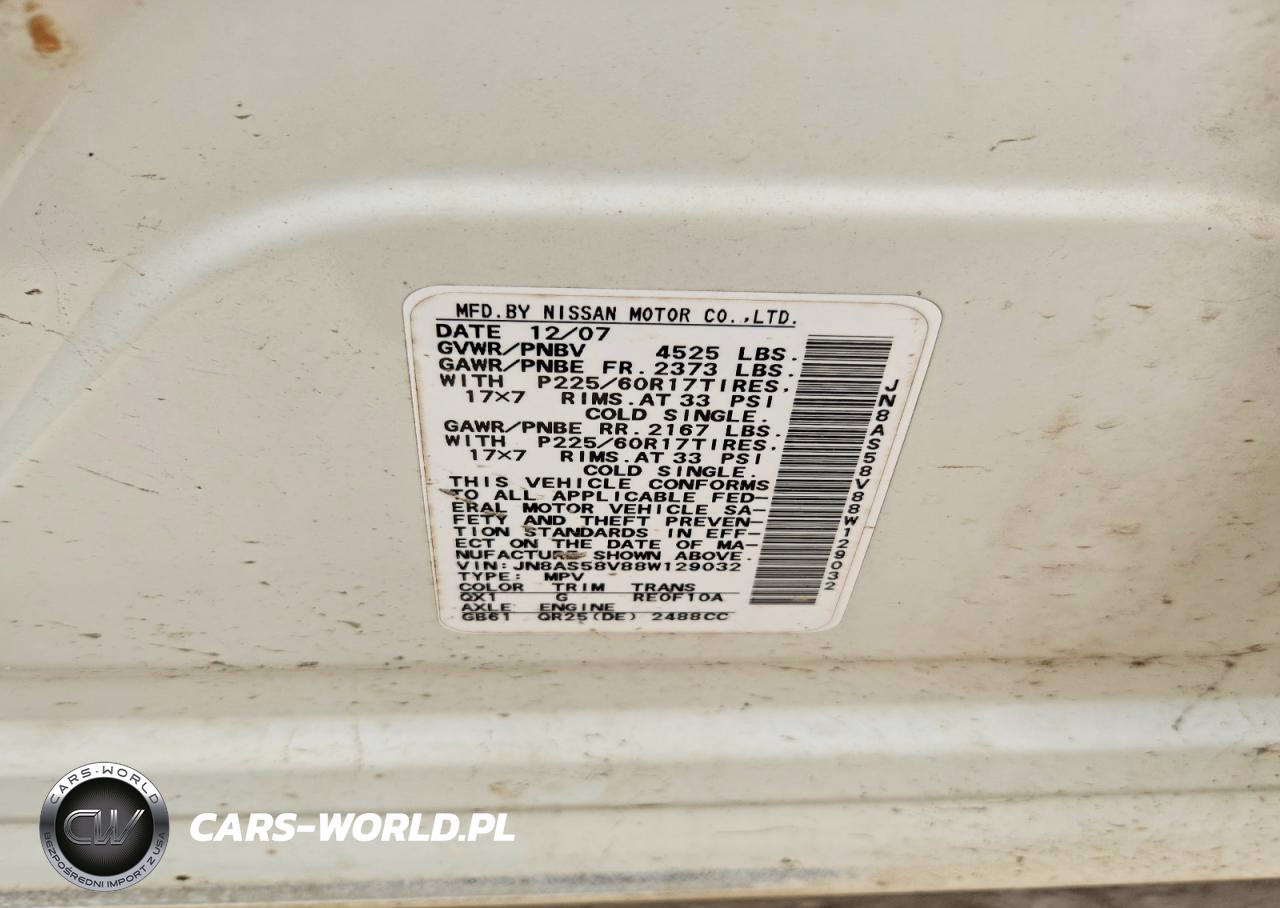 MFD.BY NISSAN MOTOR CO.,LTD.
DATE 12/07
GVWR/PNBV 4525 LBS.
GAWR/PNBE FR. 2373 LBS.
WITH P225/60R17TIRES.
17×7 RIMS.AT 33 PSI
COLD SINGLE.
GAWR/PNBE RR. 2167 LBS.
WITH P225/60R17TIRES.
17×7 RIMS.AT 33 PSI
COLD SINGLE.
THIS VEHICLE CONFORMS
TO ALL APPLICABLE FED-
ERAL MOTOR VEHICLE SA-
FETY AND THEFT PREVEN-
TION STANDARDS IN EFF-
ECT ON THE DATE OF MA-
NUFACTURE SHOWN ABOVE.
VIN:JN8AS58V88W129032
TYPE: MPV
COLOR TRIM TRANS
QX1 G RE0F10A
AXLE ENGINE
GB61 QR25(DE) 2488CC
JN8AS58V88W129032
CARS-WORLD
CW
BEZPOŚREDNI IMPORT Z USA
CARS-WORLD.PL